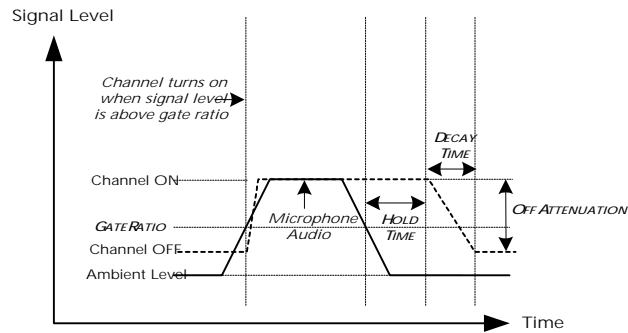 Signal Level
Channel turns on
when signal level
is above gate ratio
DECAY
TIME
Channel ON
OFF ATTENUATION
GATE RATIO
Microphone
Audio
HOLD
TIME
Channel OFF
Ambient Level
Time